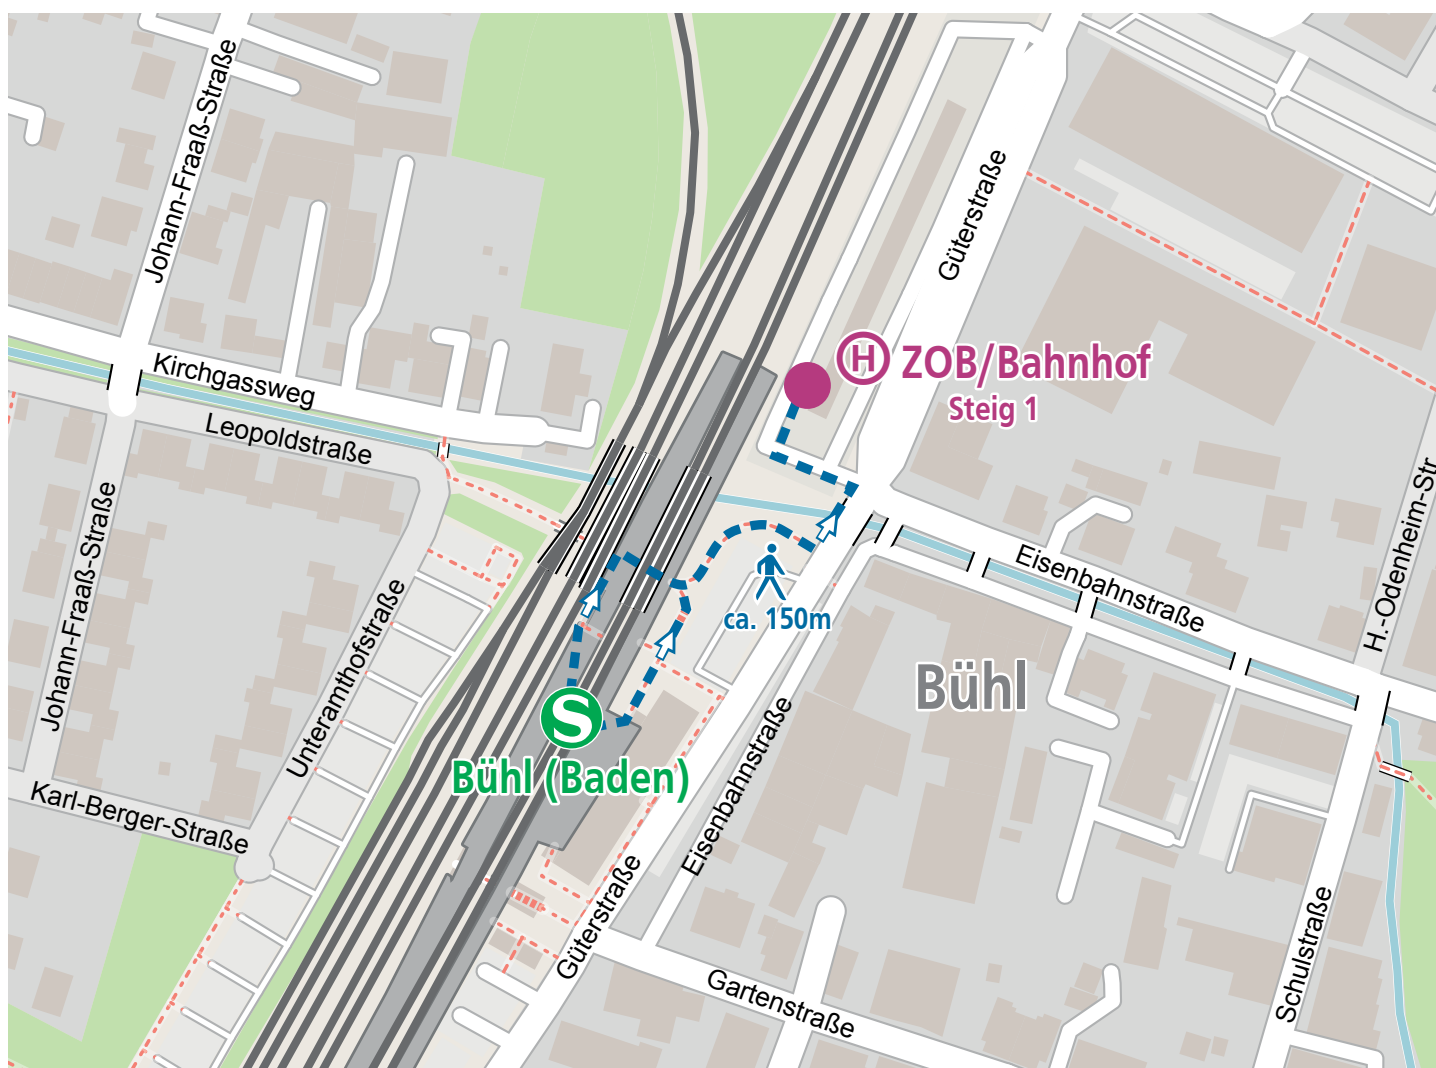 Johann-Fraaß-Straße
Güterstraße
H ZOB/Bahnhof
Steig 1
Kirchgassweg
Leopoldstraße
H.-Odenheim-Str
Johann-Fraaß-Straße
Eisenbahnstraße
ca. 150m
Unteramthofstraße
Bühl
S
Bühl (Baden)
Eisenbahnstraße
Karl-Berger-Straße
Güterstraße
Schulstraße
Gartenstraße